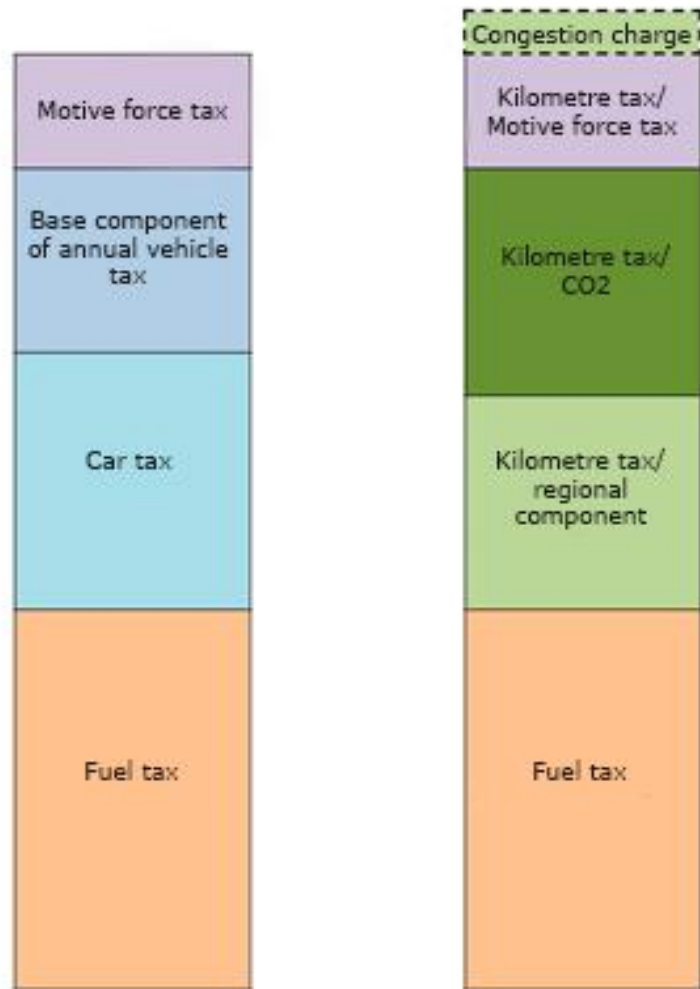 Motive force tax
Base component
of annual vehicle
tax
Car tax
Fuel tax
Congestion charge
Kilometre tax/
Motive force tax
Kilometre tax/
CO2
Kilometre tax/
regional
component
Fuel tax